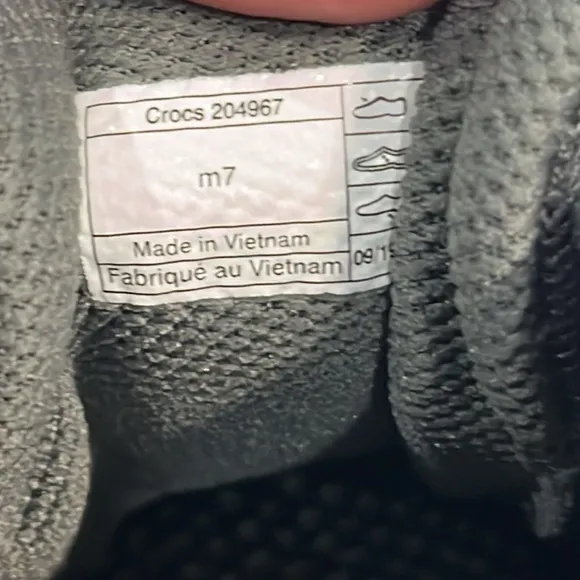 Crocs 204967
m7
Made in Vietnam
Fabriqué au Vietnam